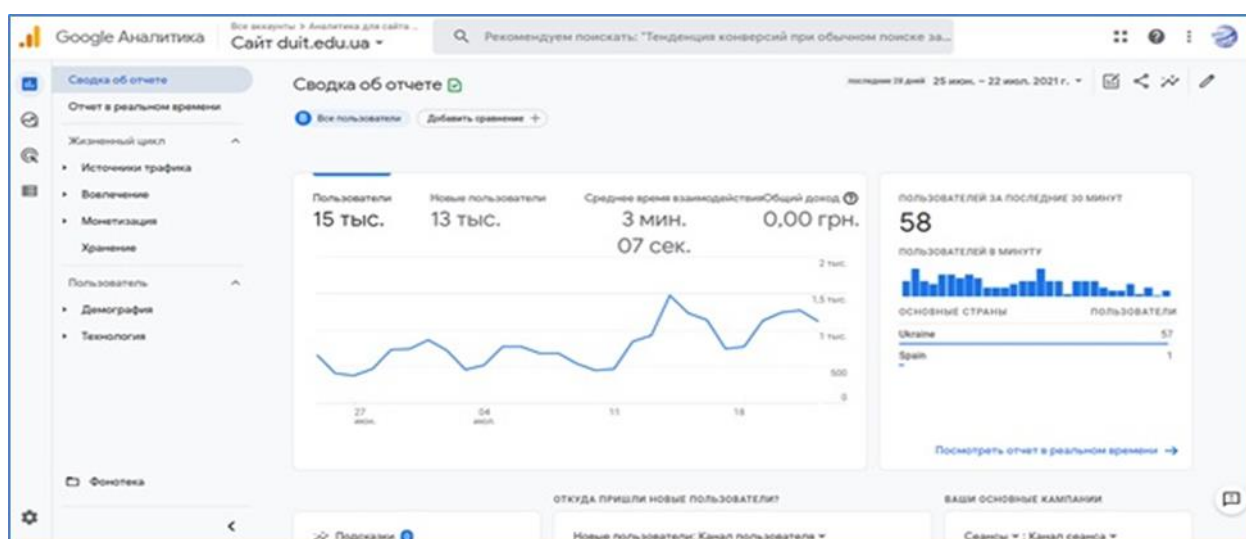 Google Аналитика
Все аккаунты > Аналитика для сайта ...
Сайт duit.edu.ua
Рекомендуем поискать: "Тенденция конверсий при обычном поиске за...
Сводка об отчете
Отчет в реальном времени
Жизненный цикл
Источники трафика
Вовлечение
Монетизация
Хранение
Пользователь
Демография
Технология
Фонотека
Сводка об отчете
последние 28 дней 25 июн. – 22 июл. 2021 г.
Все пользователи
Добавить сравнение +
Пользователи
15 тыс.
Новые пользователи
13 тыс.
Среднее время взаимодействия
3 мин.
07 сек.
Общий доход
0,00 грн.
2 тыс.
1,5 тыс.
1 тыс.
500
0
27
июн.
04
июл.
11
18
ПОЛЬЗОВАТЕЛЕЙ ЗА ПОСЛЕДНИЕ 30 МИНУТ
58
ПОЛЬЗОВАТЕЛЕЙ В МИНУТУ
ОСНОВНЫЕ СТРАНЫ ПОЛЬЗОВАТЕЛИ
Ukraine 57
Spain 1
Посмотреть отчет в реальном времени →
ОТКУДА ПРИШЛИ НОВЫЕ ПОЛЬЗОВАТЕЛИ?
ВАШИ ОСНОВНЫЕ КАМПАНИИ
Подсказки
Новые пользователи: Канал пользователя
Сеансы : Канал сеанса